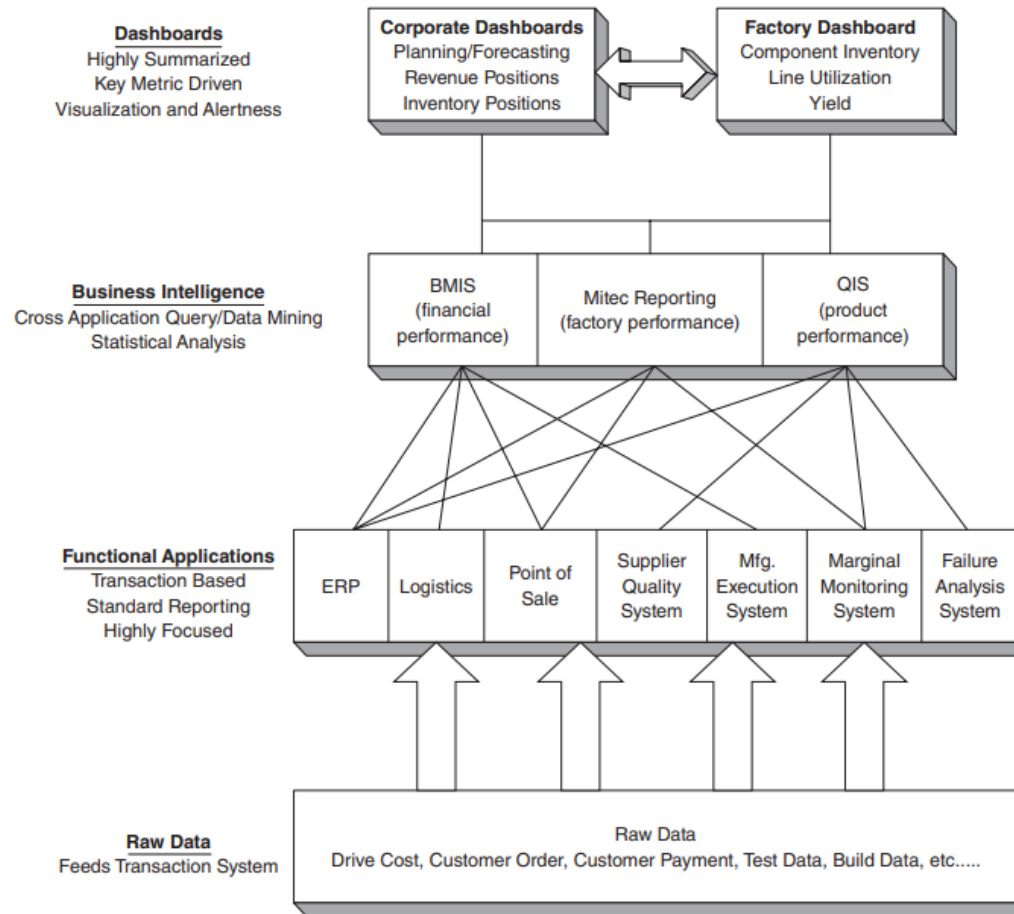 Dashboards
Highly Summarized
Key Metric Driven
Visualization and Alertness
Corporate Dashboards
Planning/Forecasting
Revenue Positions
Inventory Positions
Factory Dashboard
Component Inventory
Line Utilization
Yield
Business Intelligence
Cross Application Query/Data Mining
Statistical Analysis
BMIS
(financial
performance)
Mitec Reporting
(factory performance)
QIS
(product
performance)
Functional Applications
Transaction Based
Standard Reporting
Highly Focused
ERP
Logistics
Point of
Sale
Supplier
Quality
System
Mfg.
Execution
System
Marginal
Monitoring
System
Failure
Analysis
System
Raw Data
Feeds Transaction System
Raw Data
Drive Cost, Customer Order, Customer Payment, Test Data, Build Data, etc.....